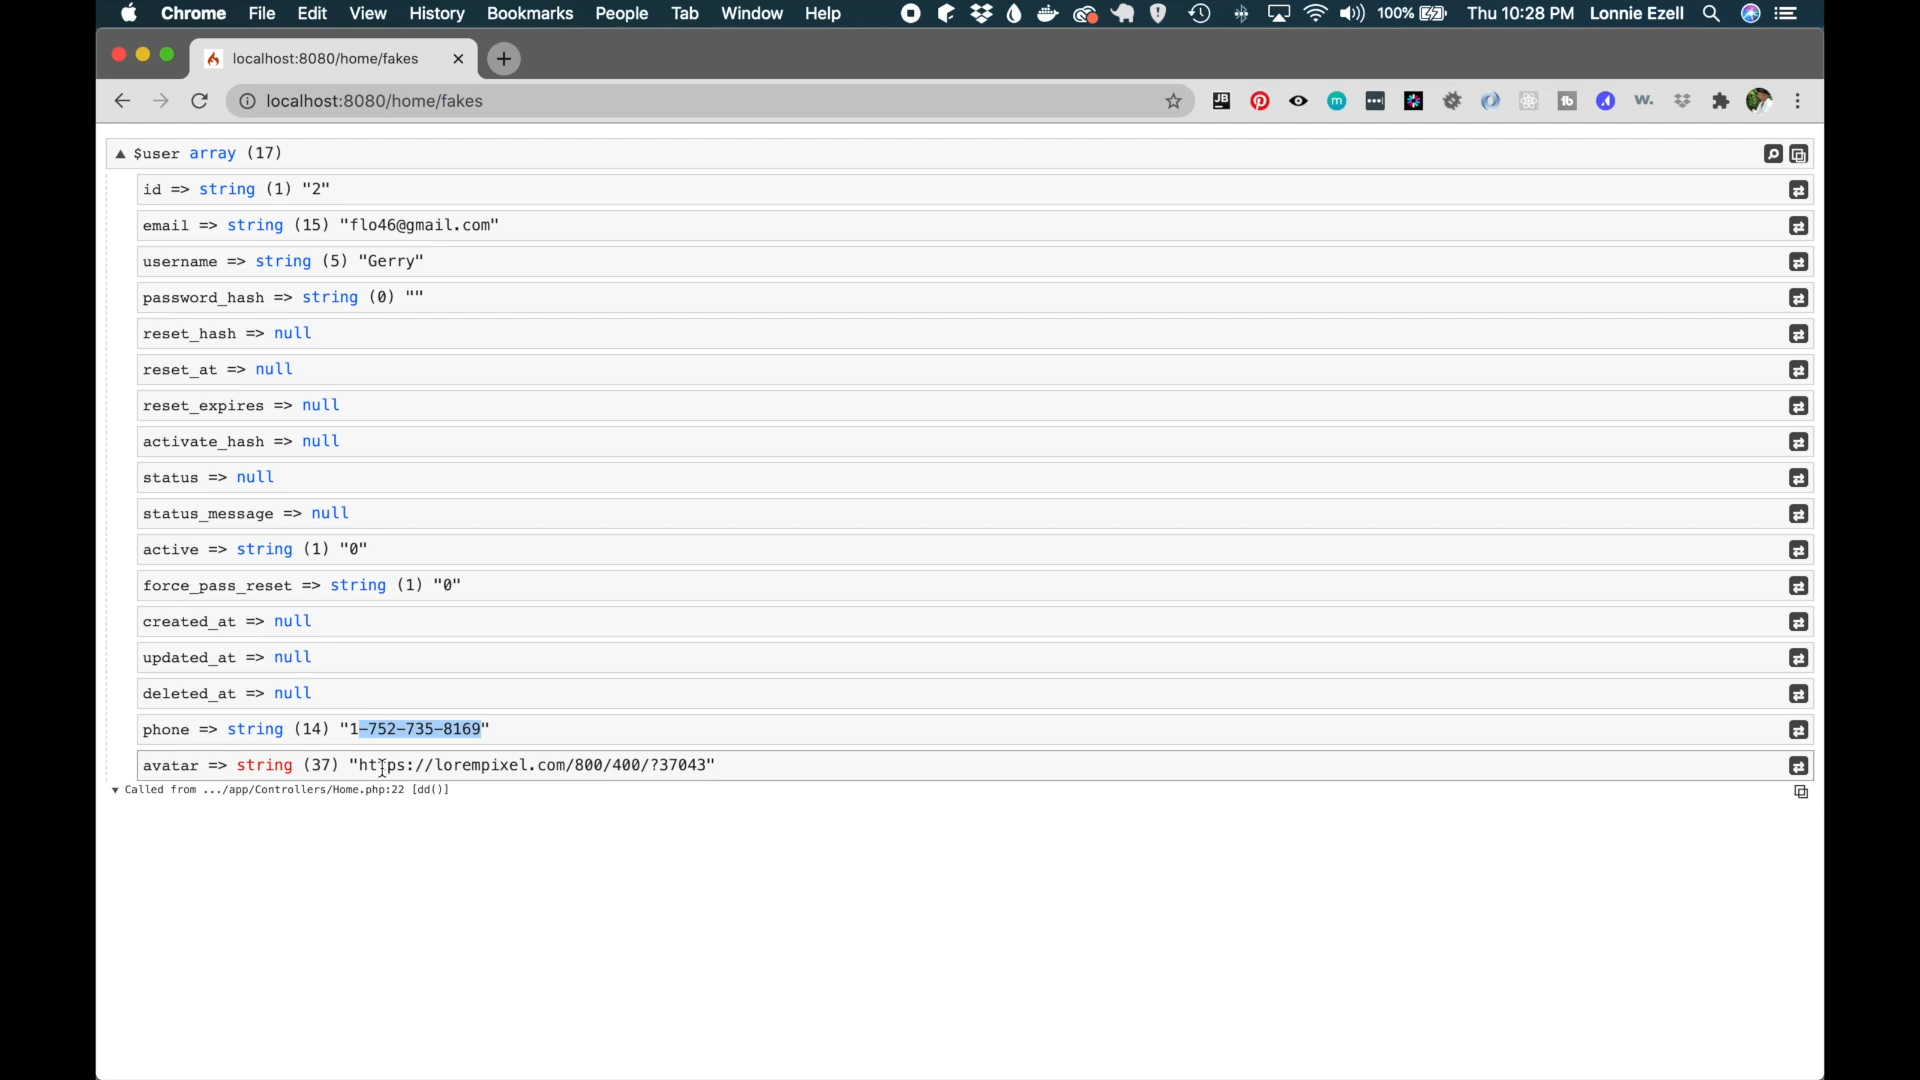 Chrome File Edit View History Bookmarks People Tab Window Help 100% Thu 10:28 PM Lonnie Ezell
localhost:8080/home/fakes
localhost:8080/home/fakes
$user array (17)
id => string (1) "2"
email => string (15) "flo46@gmail.com"
username => string (5) "Gerry"
password_hash => string (0) ""
reset_hash => null
reset_at => null
reset_expires => null
activate_hash => null
status => null
status_message => null
active => string (1) "0"
force_pass_reset => string (1) "0"
created_at => null
updated_at => null
deleted_at => null
phone => string (14) "1-752-735-8169"
avatar => string (37) "https://lorempixel.com/800/400/?37043"
Called from .../app/Controllers/Home.php:22 [dd()]